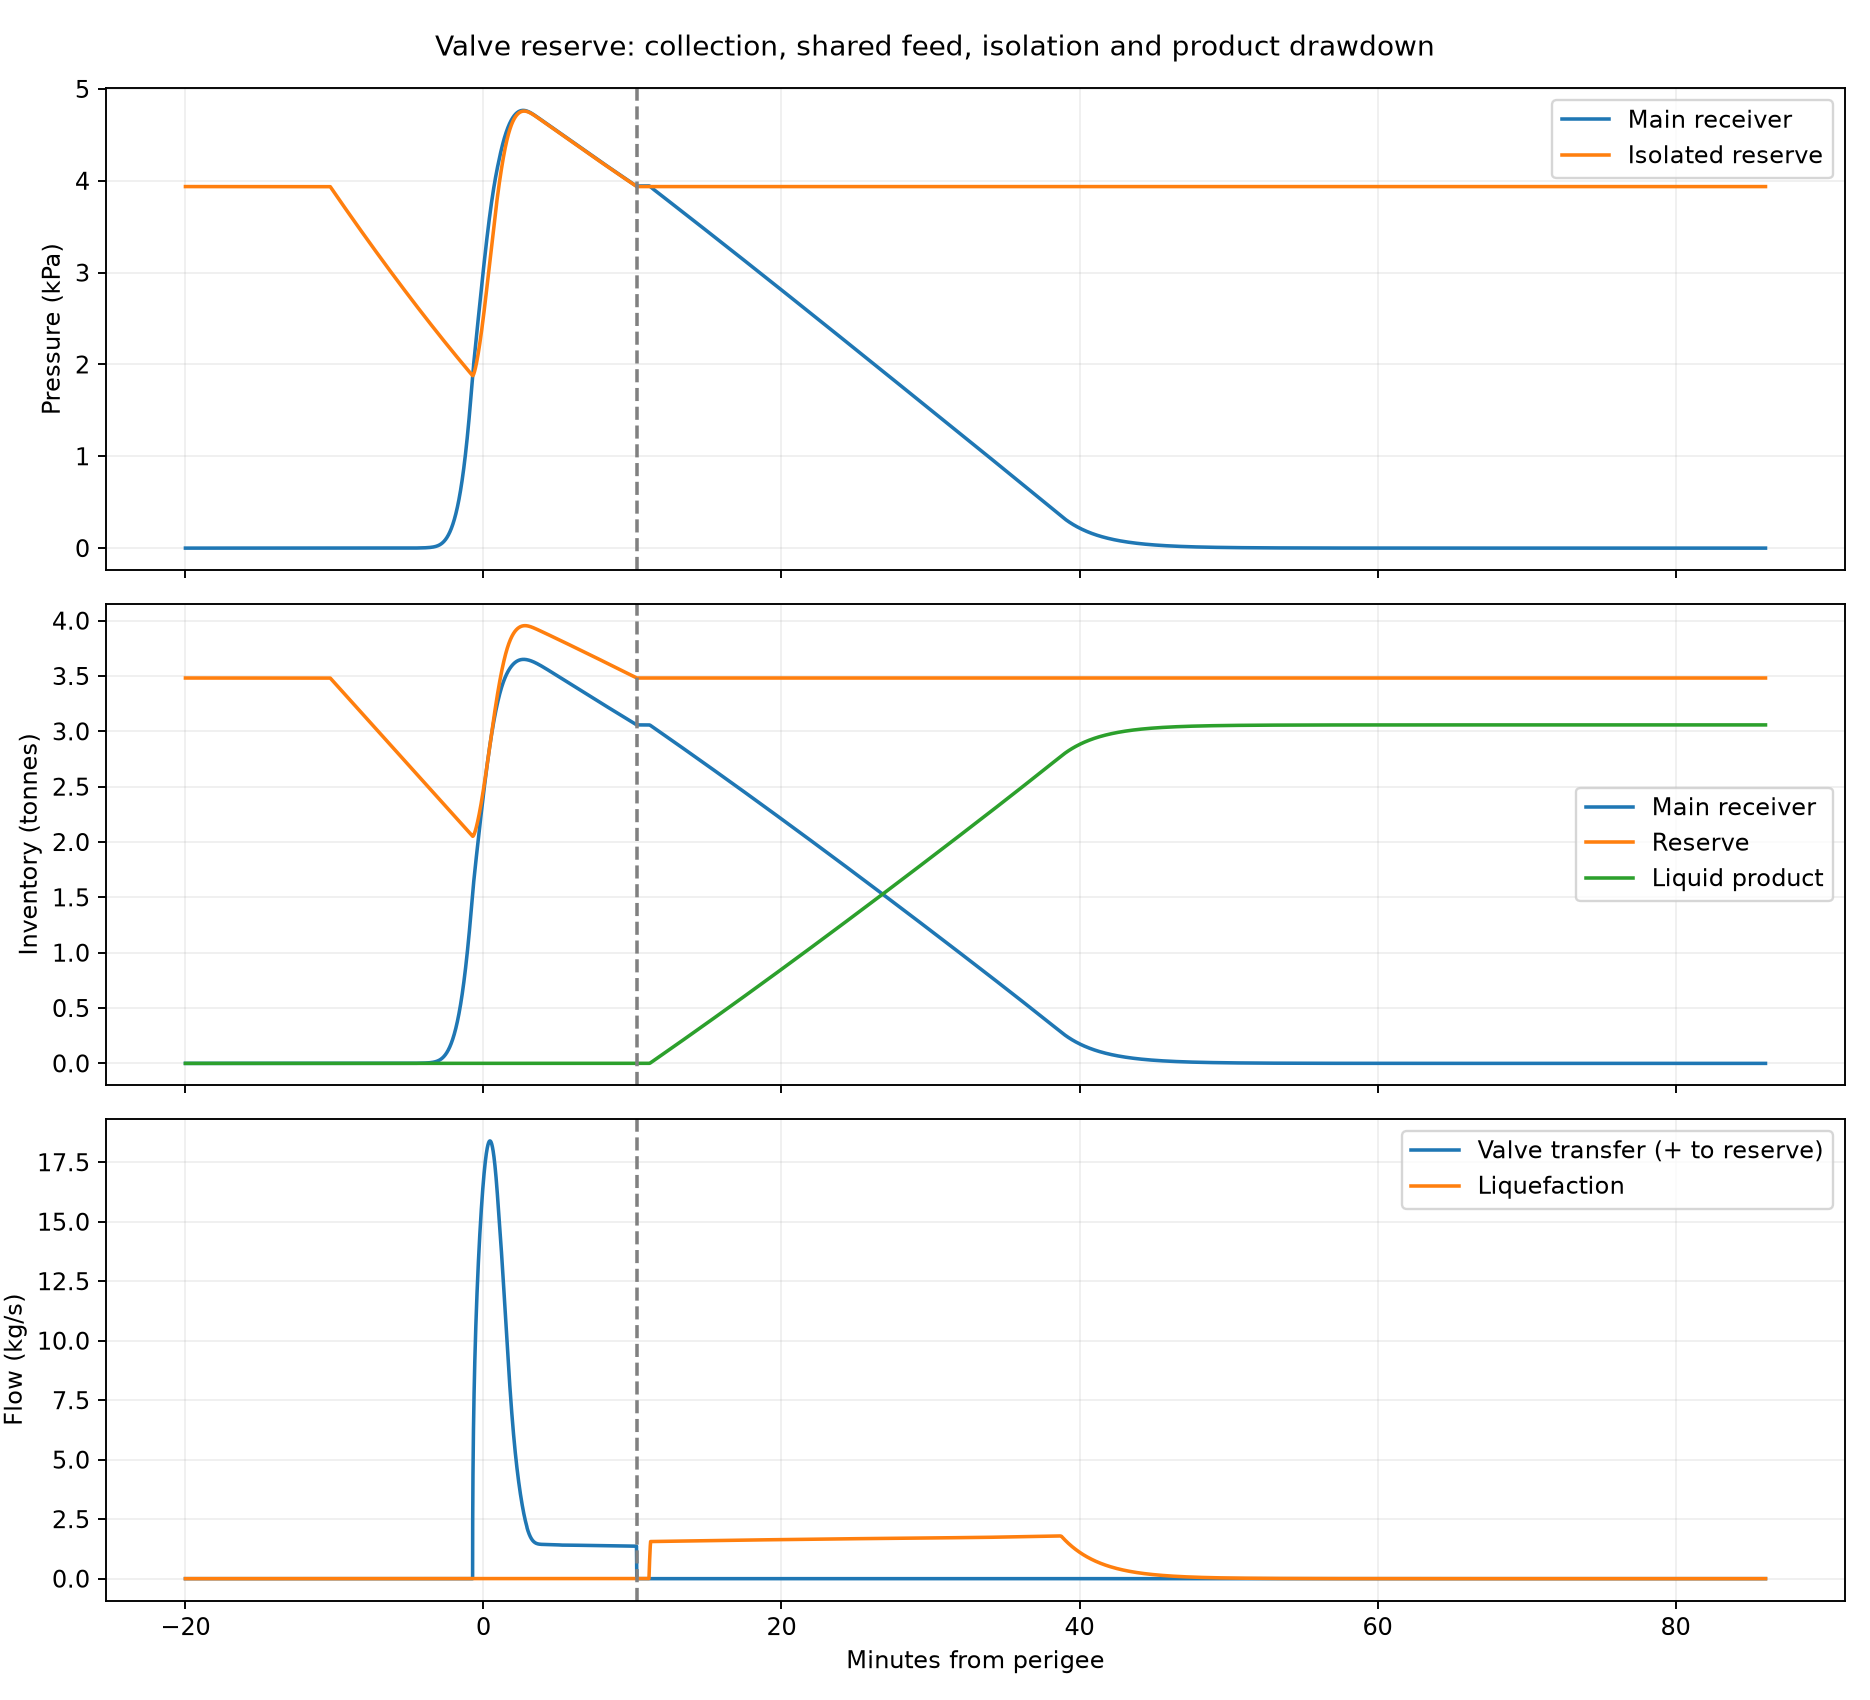 Valve reserve: collection, shared feed, isolation and product drawdown
5
4
3
2
1
0
Pressure (kPa)
Main receiver
Isolated reserve
4.0
3.5
3.0
2.5
2.0
1.5
1.0
0.5
0.0
Inventory (tonnes)
Main receiver
Reserve
Liquid product
17.5
15.0
12.5
10.0
7.5
5.0
2.5
0.0
Flow (kg/s)
Valve transfer (+ to reserve)
Liquefaction
−20 0 20 40 60 80
Minutes from perigee